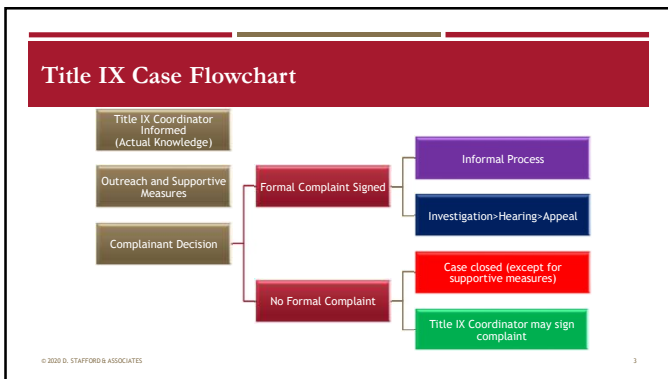 Title IX Case Flowchart
Title IX Coordinator
Informed
(Actual Knowledge)
Outreach and Supportive
Measures
Complainant Decision
Formal Complaint Signed
Informal Process
Investigation>Hearing>Appeal
No Formal Complaint
Case closed (except for
supportive measures)
Title IX Coordinator may sign
complaint
© 2020 D. STAFFORD & ASSOCIATES
3